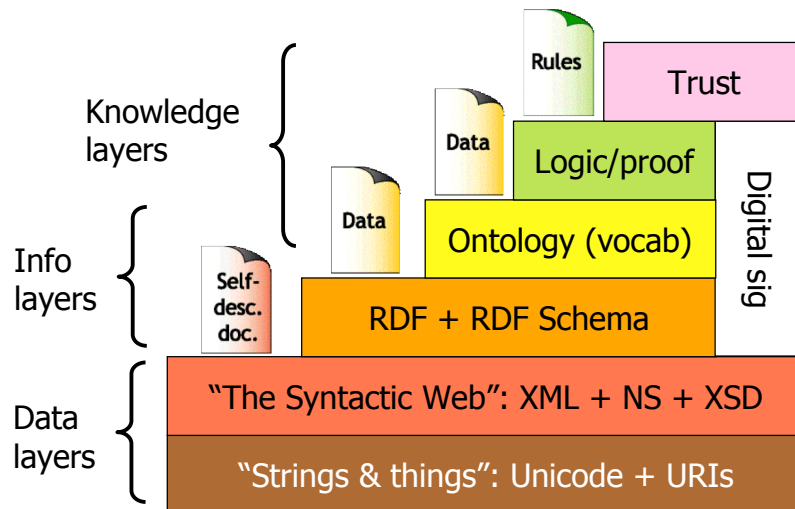 Rules
Trust
Knowledge
layers
Data
Logic/proof
Data
Ontology (vocab)
Digital sig
Info
layers
Self-
desc.
doc.
RDF + RDF Schema
Data
layers
“The Syntactic Web”: XML + NS + XSD
“Strings & things”: Unicode + URIs